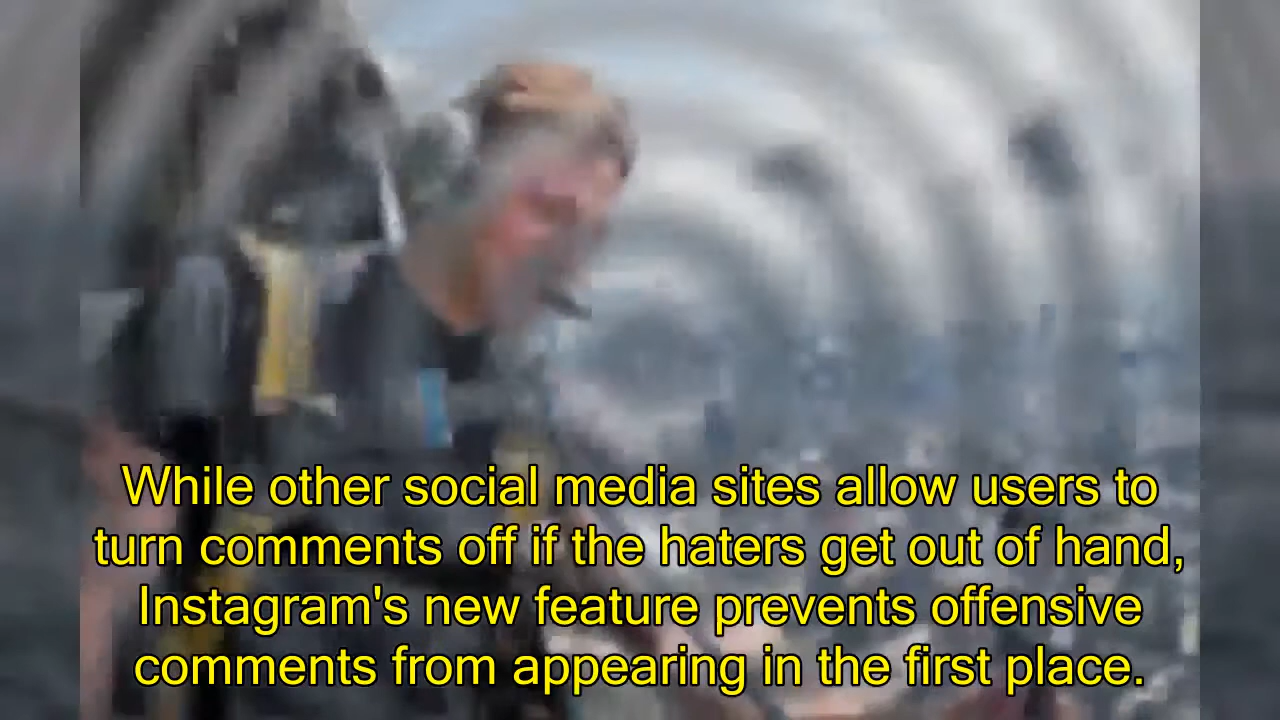 While other social media sites allow users to
turn comments off if the haters get out of hand,
Instagram's new feature prevents offensive
comments from appearing in the first place.